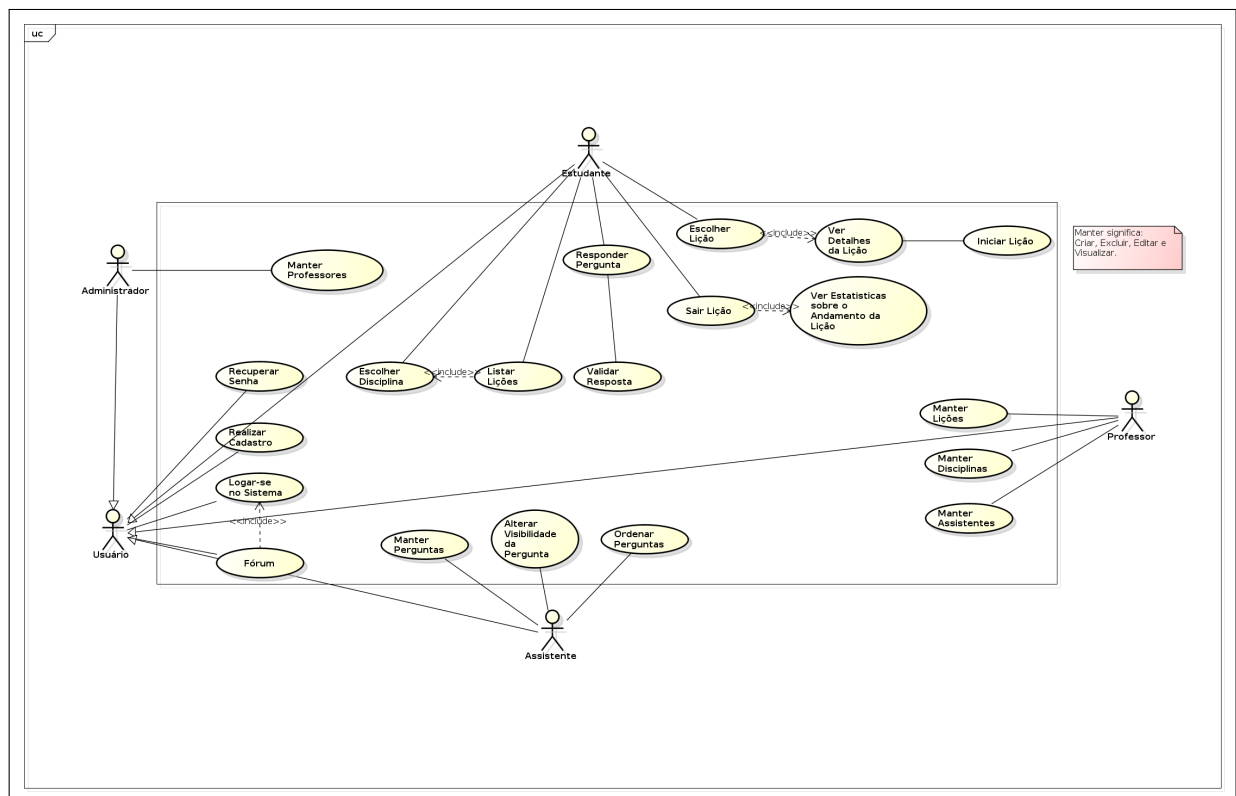 uc
Estudante
Escolher
Lição
<<include>>
Ver
Detalhes
da Lição
Iniciar Lição
Manter significa:
Criar, Excluir, Editar e
Visualizar.
Administrador
Manter
Professores
Responder
Pergunta
Sair Lição
<<include>>
Ver Estatisticas
sobre o
Andamento da
Lição
Recuperar
Senha
Escolher
Disciplina
<<include>>
Listar
Lições
Validar
Resposta
Manter
Lições
Professor
Realizar
Cadastro
Manter
Disciplinas
Logar-se
no Sistema
<<include>>
Manter
Assistentes
Usuário
Fórum
Manter
Perguntas
Alterar
Visibilidade
da
Pergunta
Ordenar
Perguntas
Assistente